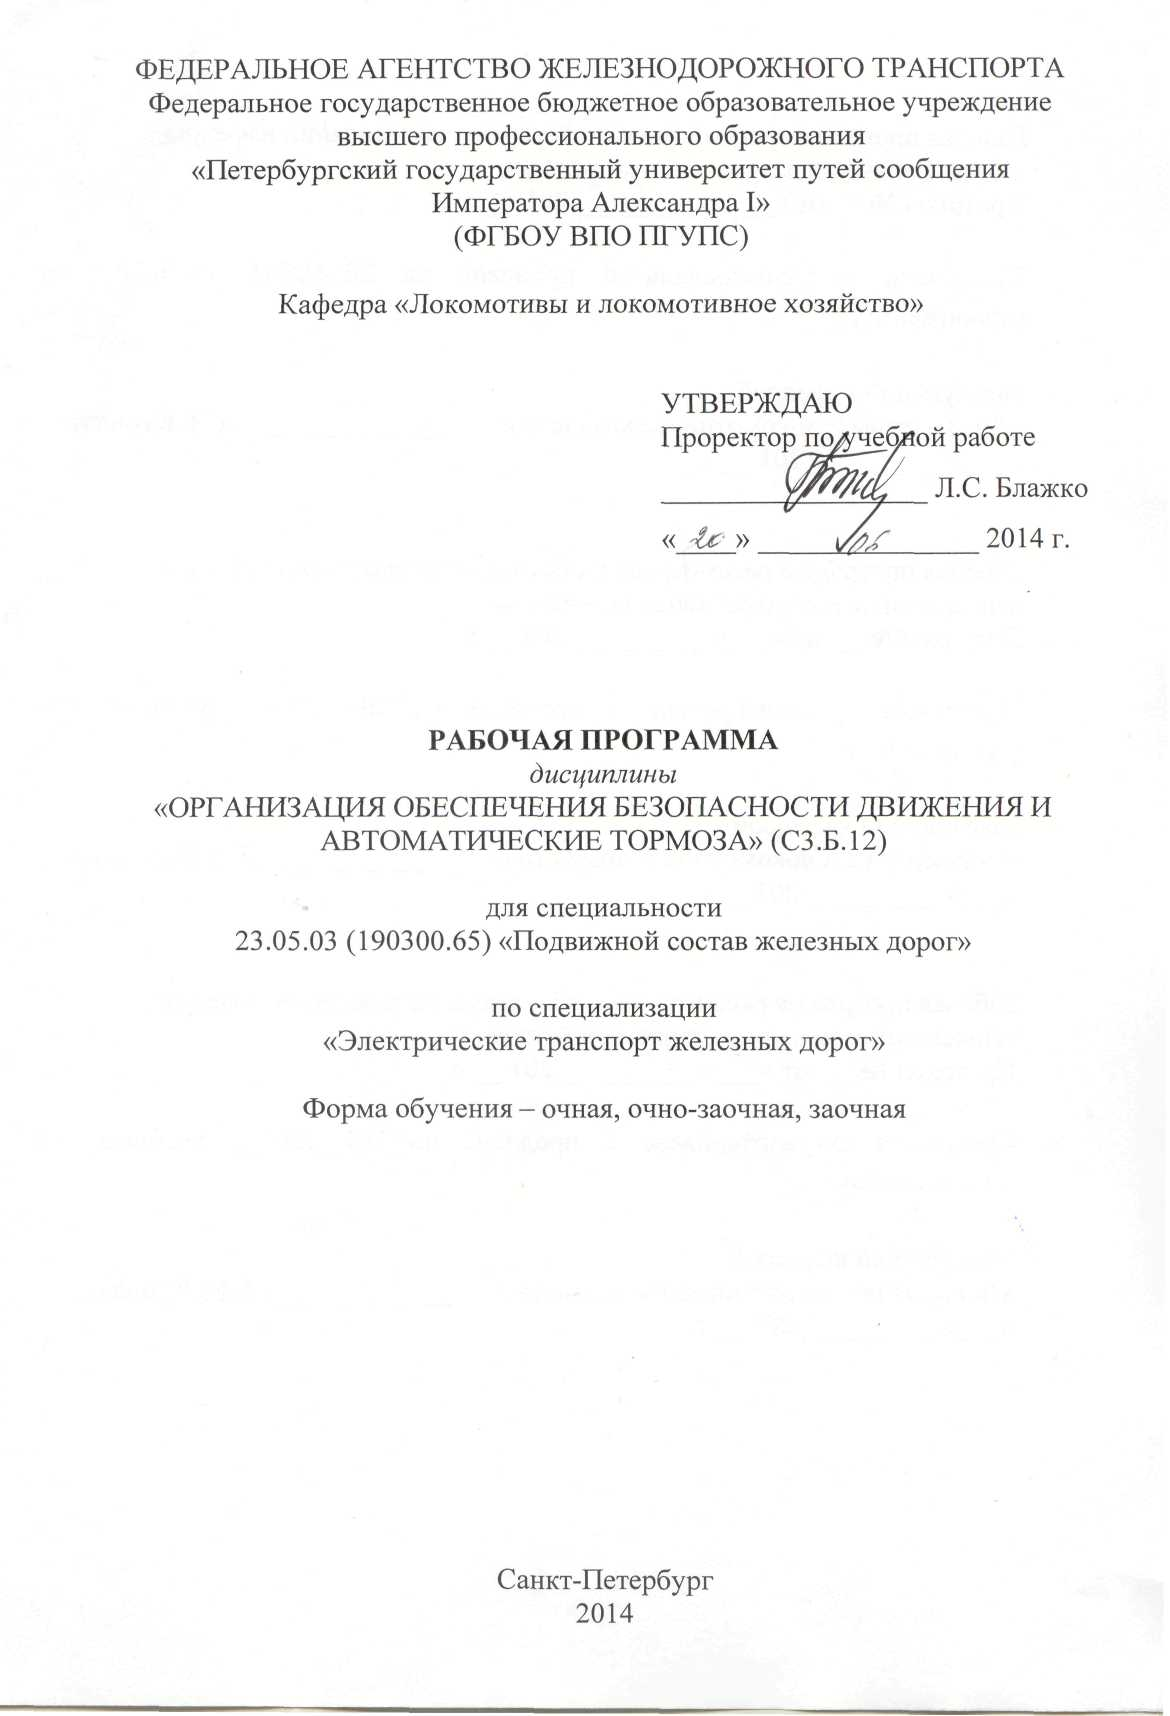 ФЕДЕРАЛЬНОЕ АГЕНТСТВО ЖЕЛЕЗНОДОРОЖНОГО ТРАНСПОРТА
Федеральное государственное бюджетное образовательное учреждение
высшего профессионального образования
«Петербургский государственный университет путей сообщения
Императора Александра I»
(ФГБОУ ВПО ПГУПС)
Кафедра «Локомотивы и локомотивное хозяйство»
УТВЕРЖДАЮ
Проректор по учебной работе
Л.С. Блажко
«20» 06 2014 г.
РАБОЧАЯ ПРОГРАММА
дисциплины
«ОРГАНИЗАЦИЯ ОБЕСПЕЧЕНИЯ БЕЗОПАСНОСТИ ДВИЖЕНИЯ И
АВТОМАТИЧЕСКИЕ ТОРМОЗА» (С3.Б.12)
для специальности
23.05.03 (190300.65) «Подвижной состав железных дорог»
по специализации
«Электрические транспорт железных дорог»
Форма обучения – очная, очно-заочная, заочная
Санкт-Петербург
2014